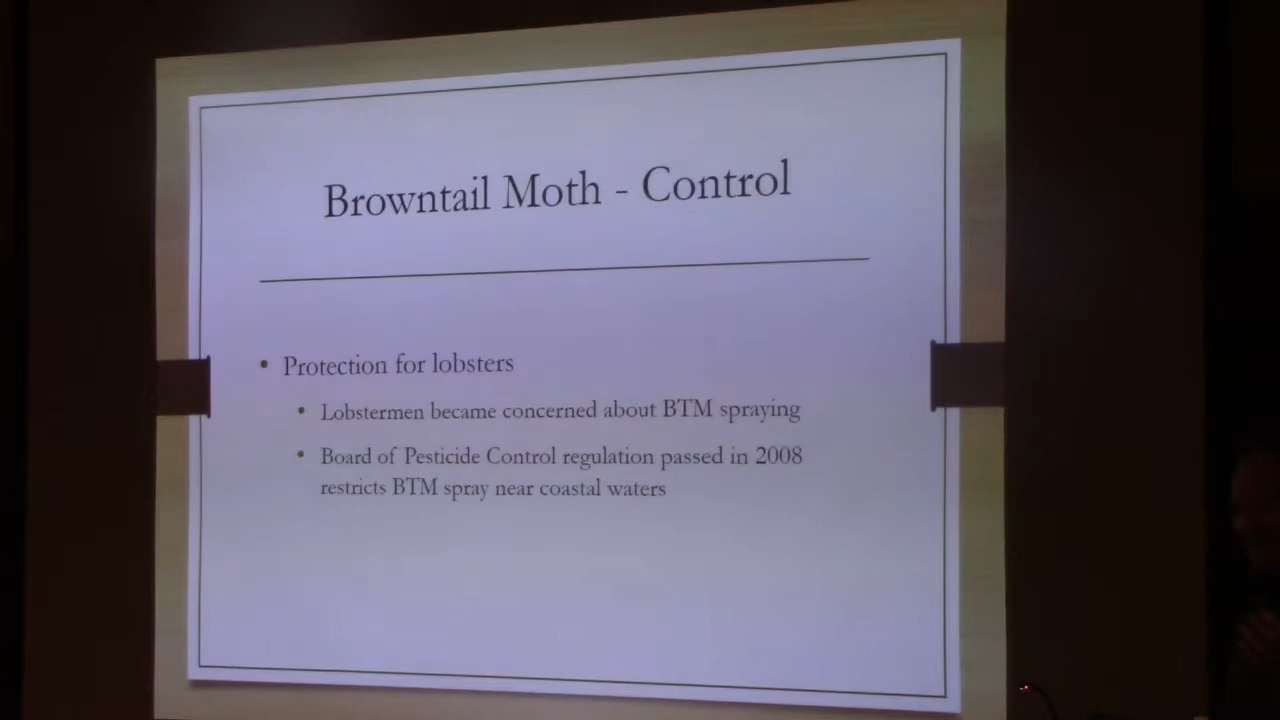 Browntail Moth - Control
• Protection for lobsters
• Lobstermen became concerned about BTM spraying
• Board of Pesticide Control regulation passed in 2008
restricts BTM spray near coastal waters